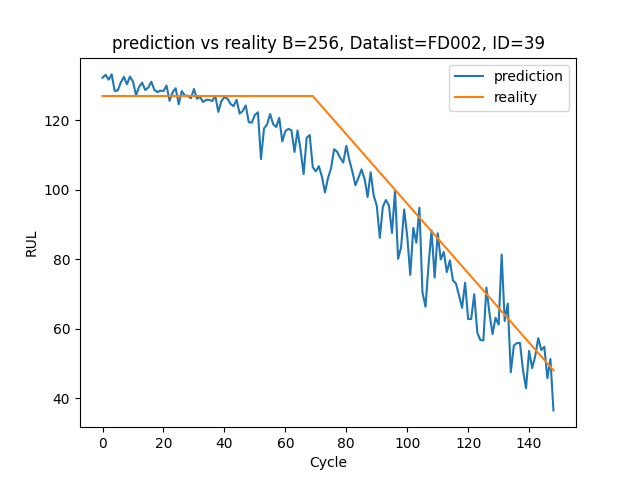 prediction vs reality B=256, Datalist=FD002, ID=39
prediction
reality
RUL
120
100
80
60
40
0 20 40 60 80 100 120 140
Cycle